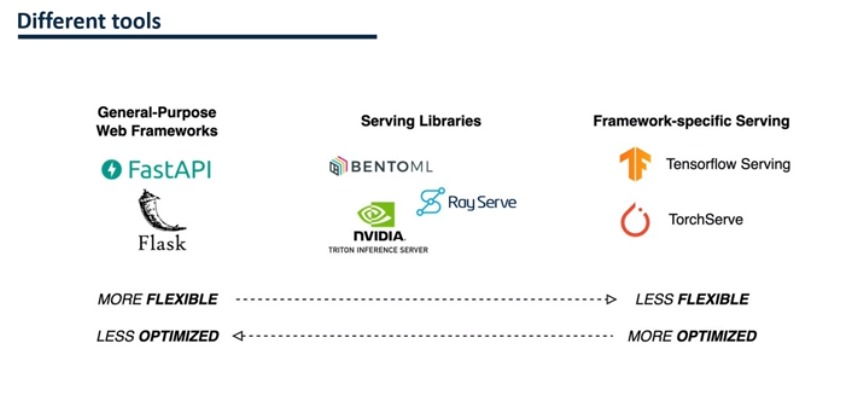 Different tools
General-Purpose
Web Frameworks
FastAPI
Flask
Serving Libraries
BENTOML
Ray Serve
NVIDIA.
TRITON INFERENCE SERVER
Framework-specific Serving
Tensorflow Serving
TorchServe
MORE FLEXIBLE
LESS FLEXIBLE
LESS OPTIMIZED
MORE OPTIMIZED